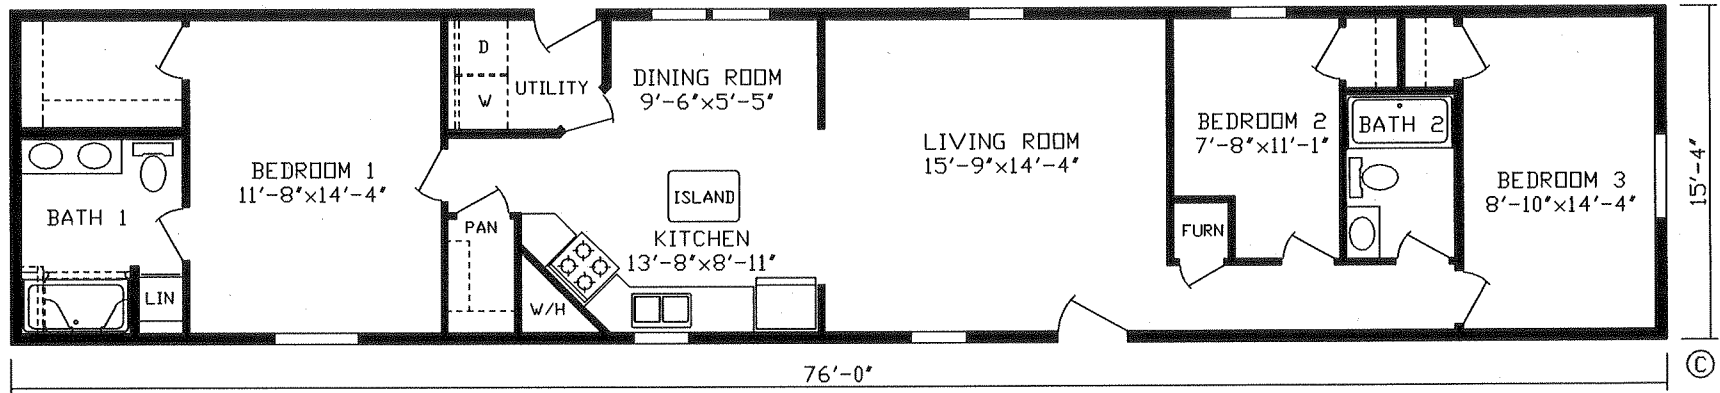 D
W
UTILITY
DINING ROOM
9'-6"x5'-5"
BEDROOM 1
11'-8"x14'-4"
BATH 1
LIN
PAN
W/H
ISLAND
KITCHEN
13'-8"x8'-11"
LIVING ROOM
15'-9"x14'-4"
BEDROOM 2
7'-8"x11'-1"
BATH 2
FURN
BEDROOM 3
8'-10"x14'-4"
15'-4"
76'-0"
©